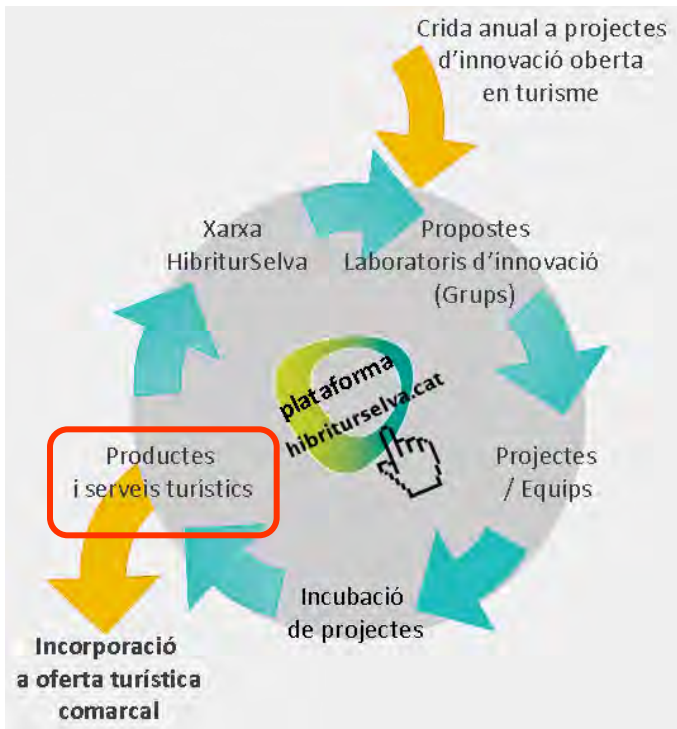 Crida anual a projectes
d'innovació oberta
en turisme
Xarxa
HibriturSelva
Propostes
Laboratoris d'innovació
(Grups)
plataforma
hibriturselva.cat
Productes
i serveis turístics
Projectes
/ Equips
Incubació
de projectes
Incorporació
a oferta turística
comarcal